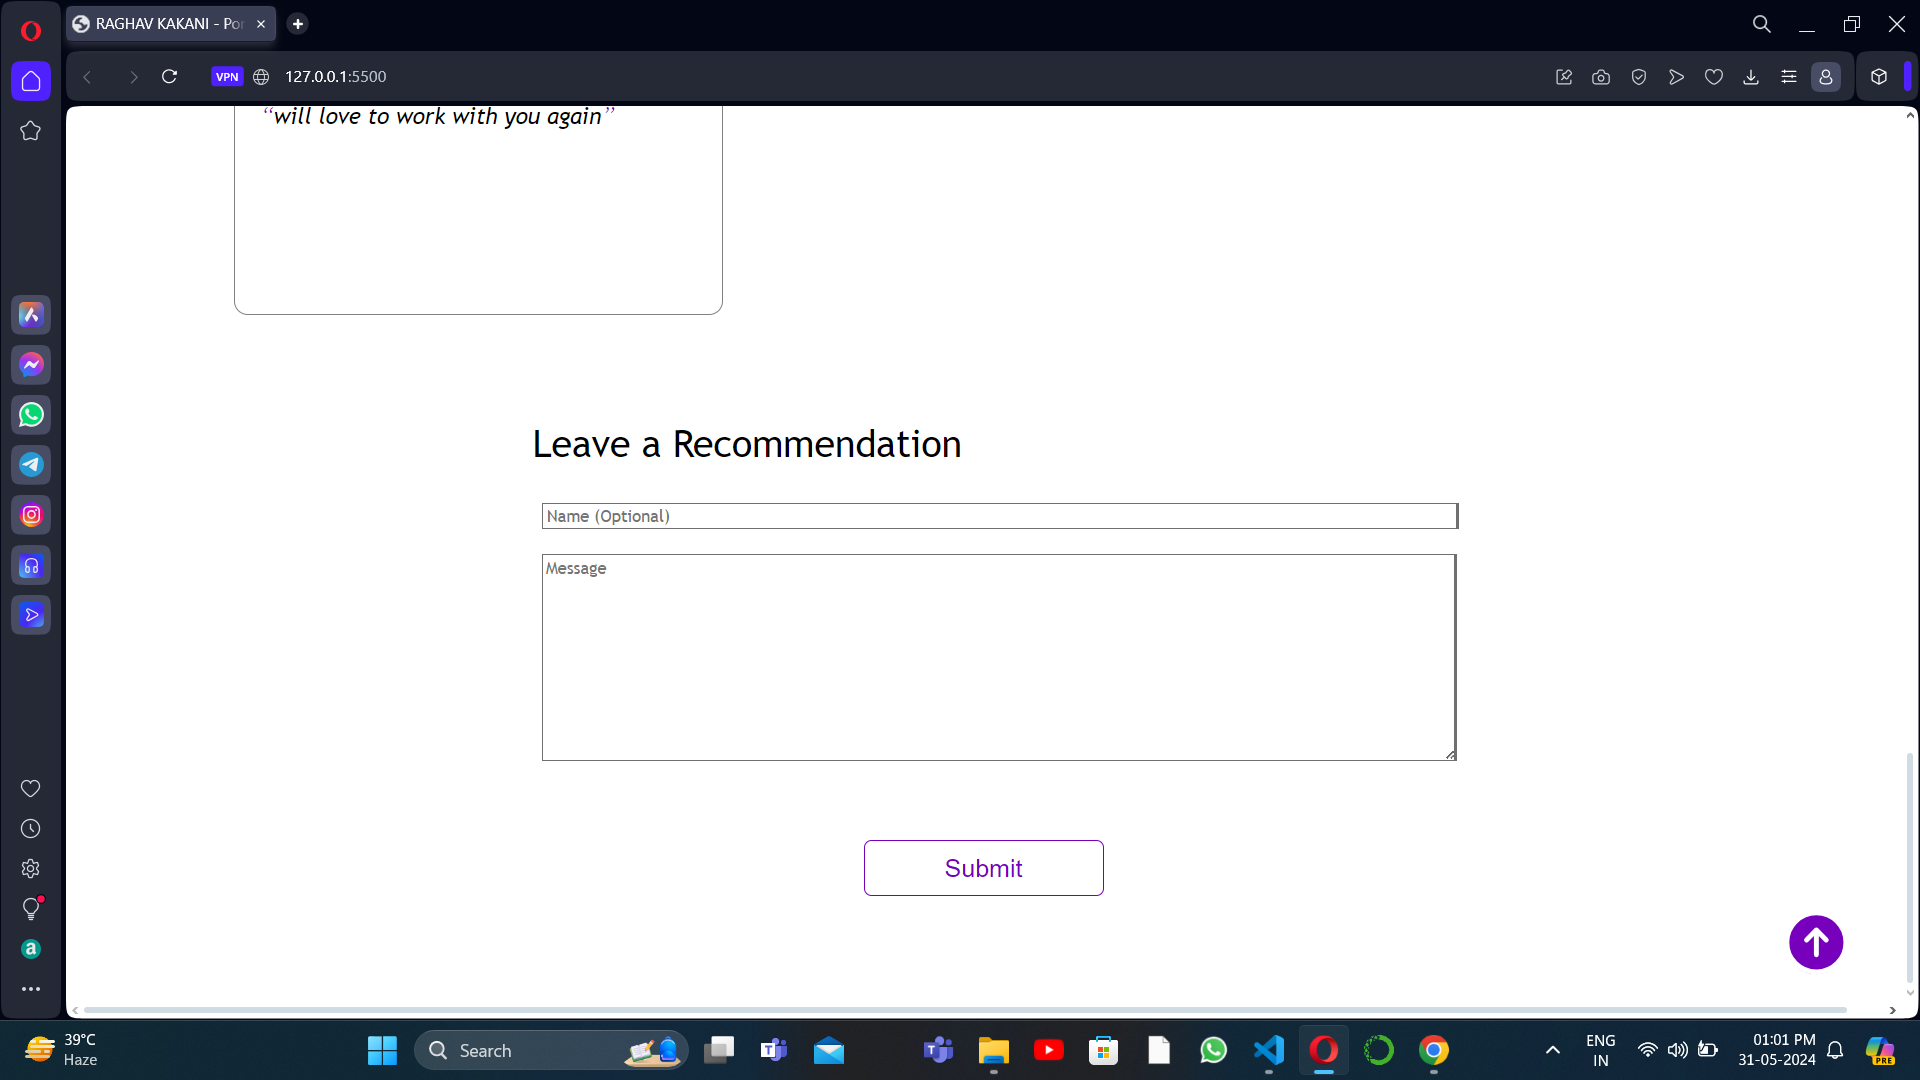 RAGHAV KAKANI - Por
VPN
127.0.0.1:5500
“will love to work with you again”
Leave a Recommendation
Name (Optional)
Message
Submit
a
39°C
Haze
Search
ENG
IN
01:01 PM
31-05-2024
PRE